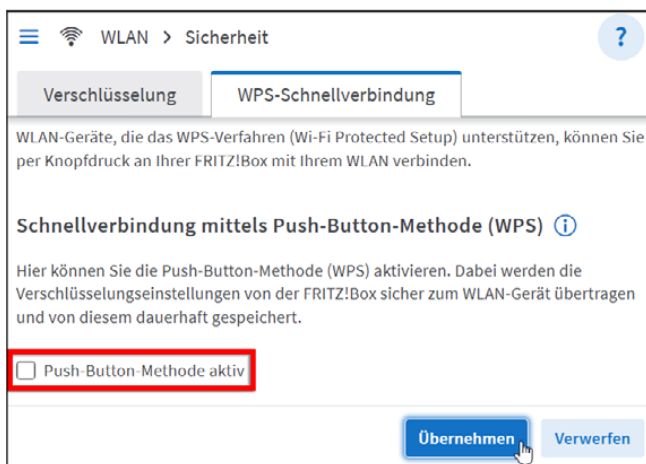 WLAN > Sicherheit
?
Verschlüsselung
WPS-Schnellverbindung
WLAN-Geräte, die das WPS-Verfahren (Wi-Fi Protected Setup) unterstützen, können Sie
per Knopfdruck an Ihrer FRITZ!Box mit Ihrem WLAN verbinden.
Schnellverbindung mittels Push-Button-Methode (WPS) i
Hier können Sie die Push-Button-Methode (WPS) aktivieren. Dabei werden die
Verschlüsselungseinstellungen von der FRITZ!Box sicher zum WLAN-Gerät übertragen
und von diesem dauerhaft gespeichert.
Push-Button-Methode aktiv
Übernehmen
Verwerfen